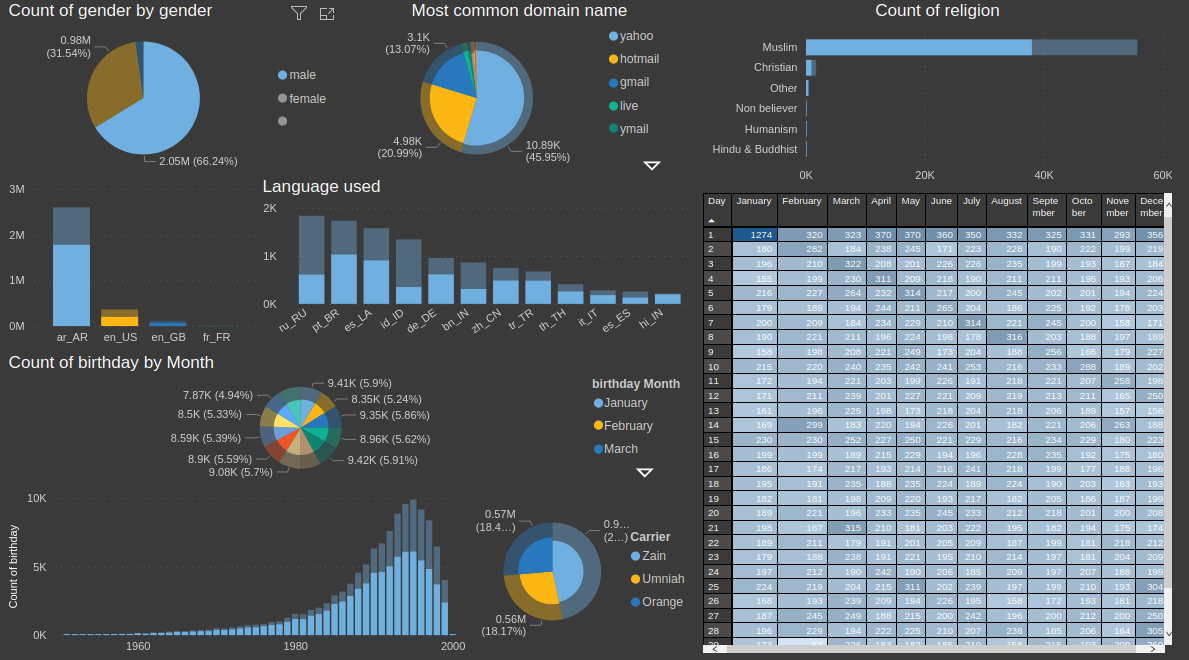 Count of gender by gender
0.98M
(31.54%)
2.05M (66.24%)
male
female
Most common domain name
3.1K
(13.07%)
4.98K
(20.99%)
10.89K
(45.95%)
yahoo
hotmail
gmail
live
ymail
Count of religion
Muslim
Christian
Other
Non believer
Humanism
Hindu & Buddhist
0K 20K 40K 60K
3M
2M
1M
0M
ar_AR en_US en_GB fr_FR
Language used
2K
1K
0K
ru_RU pt_BR es_LA id_ID de_DE bn_IN zh_CN tr_TR th_TH it_IT es_ES hi_IN
Count of birthday by Month
9.41K (5.9%)
8.35K (5.24%)
9.35K (5.86%)
8.96K (5.62%)
9.42K (5.91%)
9.08K (5.7%)
8.9K (5.59%)
8.59K (5.39%)
8.5K (5.33%)
7.87K (4.94%)
birthday Month
January
February
March
Count of birthday
10K
5K
0K
1960 1980 2000
0.57M
(18.4...)
0.9...
(2...)
0.56M
(18.17%)
Carrier
Zain
Umniah
Orange
Day January February March April May June July August Septe Octo Nove Dece
mber ber mber mber
1 1274 320 323 370 370 360 350 332 325 331 293 356
2 180 282 184 238 245 171 223 228 190 222 199 219
3 196 210 322 208 201 226 226 235 199 193 187 184
4 155 199 230 311 209 218 190 211 211 195 193 206
5 216 227 264 232 314 217 200 245 202 201 194 224
6 179 189 194 244 211 265 204 186 225 192 178 203
7 200 209 184 234 229 210 314 221 245 200 158 171
8 190 221 211 196 224 198 178 316 203 188 197 189
9 158 198 208 221 249 173 204 188 256 166 179 227
10 215 220 240 235 242 241 253 216 233 288 189 202
11 172 194 221 203 199 226 191 218 221 207 258 198
12 171 211 239 201 227 221 209 219 213 211 165 250
13 161 196 225 198 173 218 204 218 206 189 157 156
14 169 299 183 220 194 226 201 182 221 206 263 188
15 230 230 252 227 250 221 229 216 234 229 180 223
16 199 199 189 215 229 194 196 228 235 192 175 180
17 186 174 217 193 214 216 241 218 199 177 188 196
18 195 191 235 188 235 224 189 224 190 203 163 193
19 182 181 198 209 220 193 217 182 205 186 187 199
20 189 221 196 233 235 245 233 212 218 201 200 208
21 198 167 315 210 181 203 222 195 182 194 175 174
22 189 211 179 191 201 205 209 187 199 181 218 212
23 179 188 238 191 221 195 210 214 197 181 204 209
24 197 212 190 242 190 206 185 209 197 207 188 199
25 224 219 204 215 311 202 239 197 199 210 193 304
26 168 193 239 209 194 226 195 158 172 193 181 218
27 187 245 249 188 215 200 242 196 200 212 200 250
28 196 229 194 222 225 210 207 238 185 206 164 305